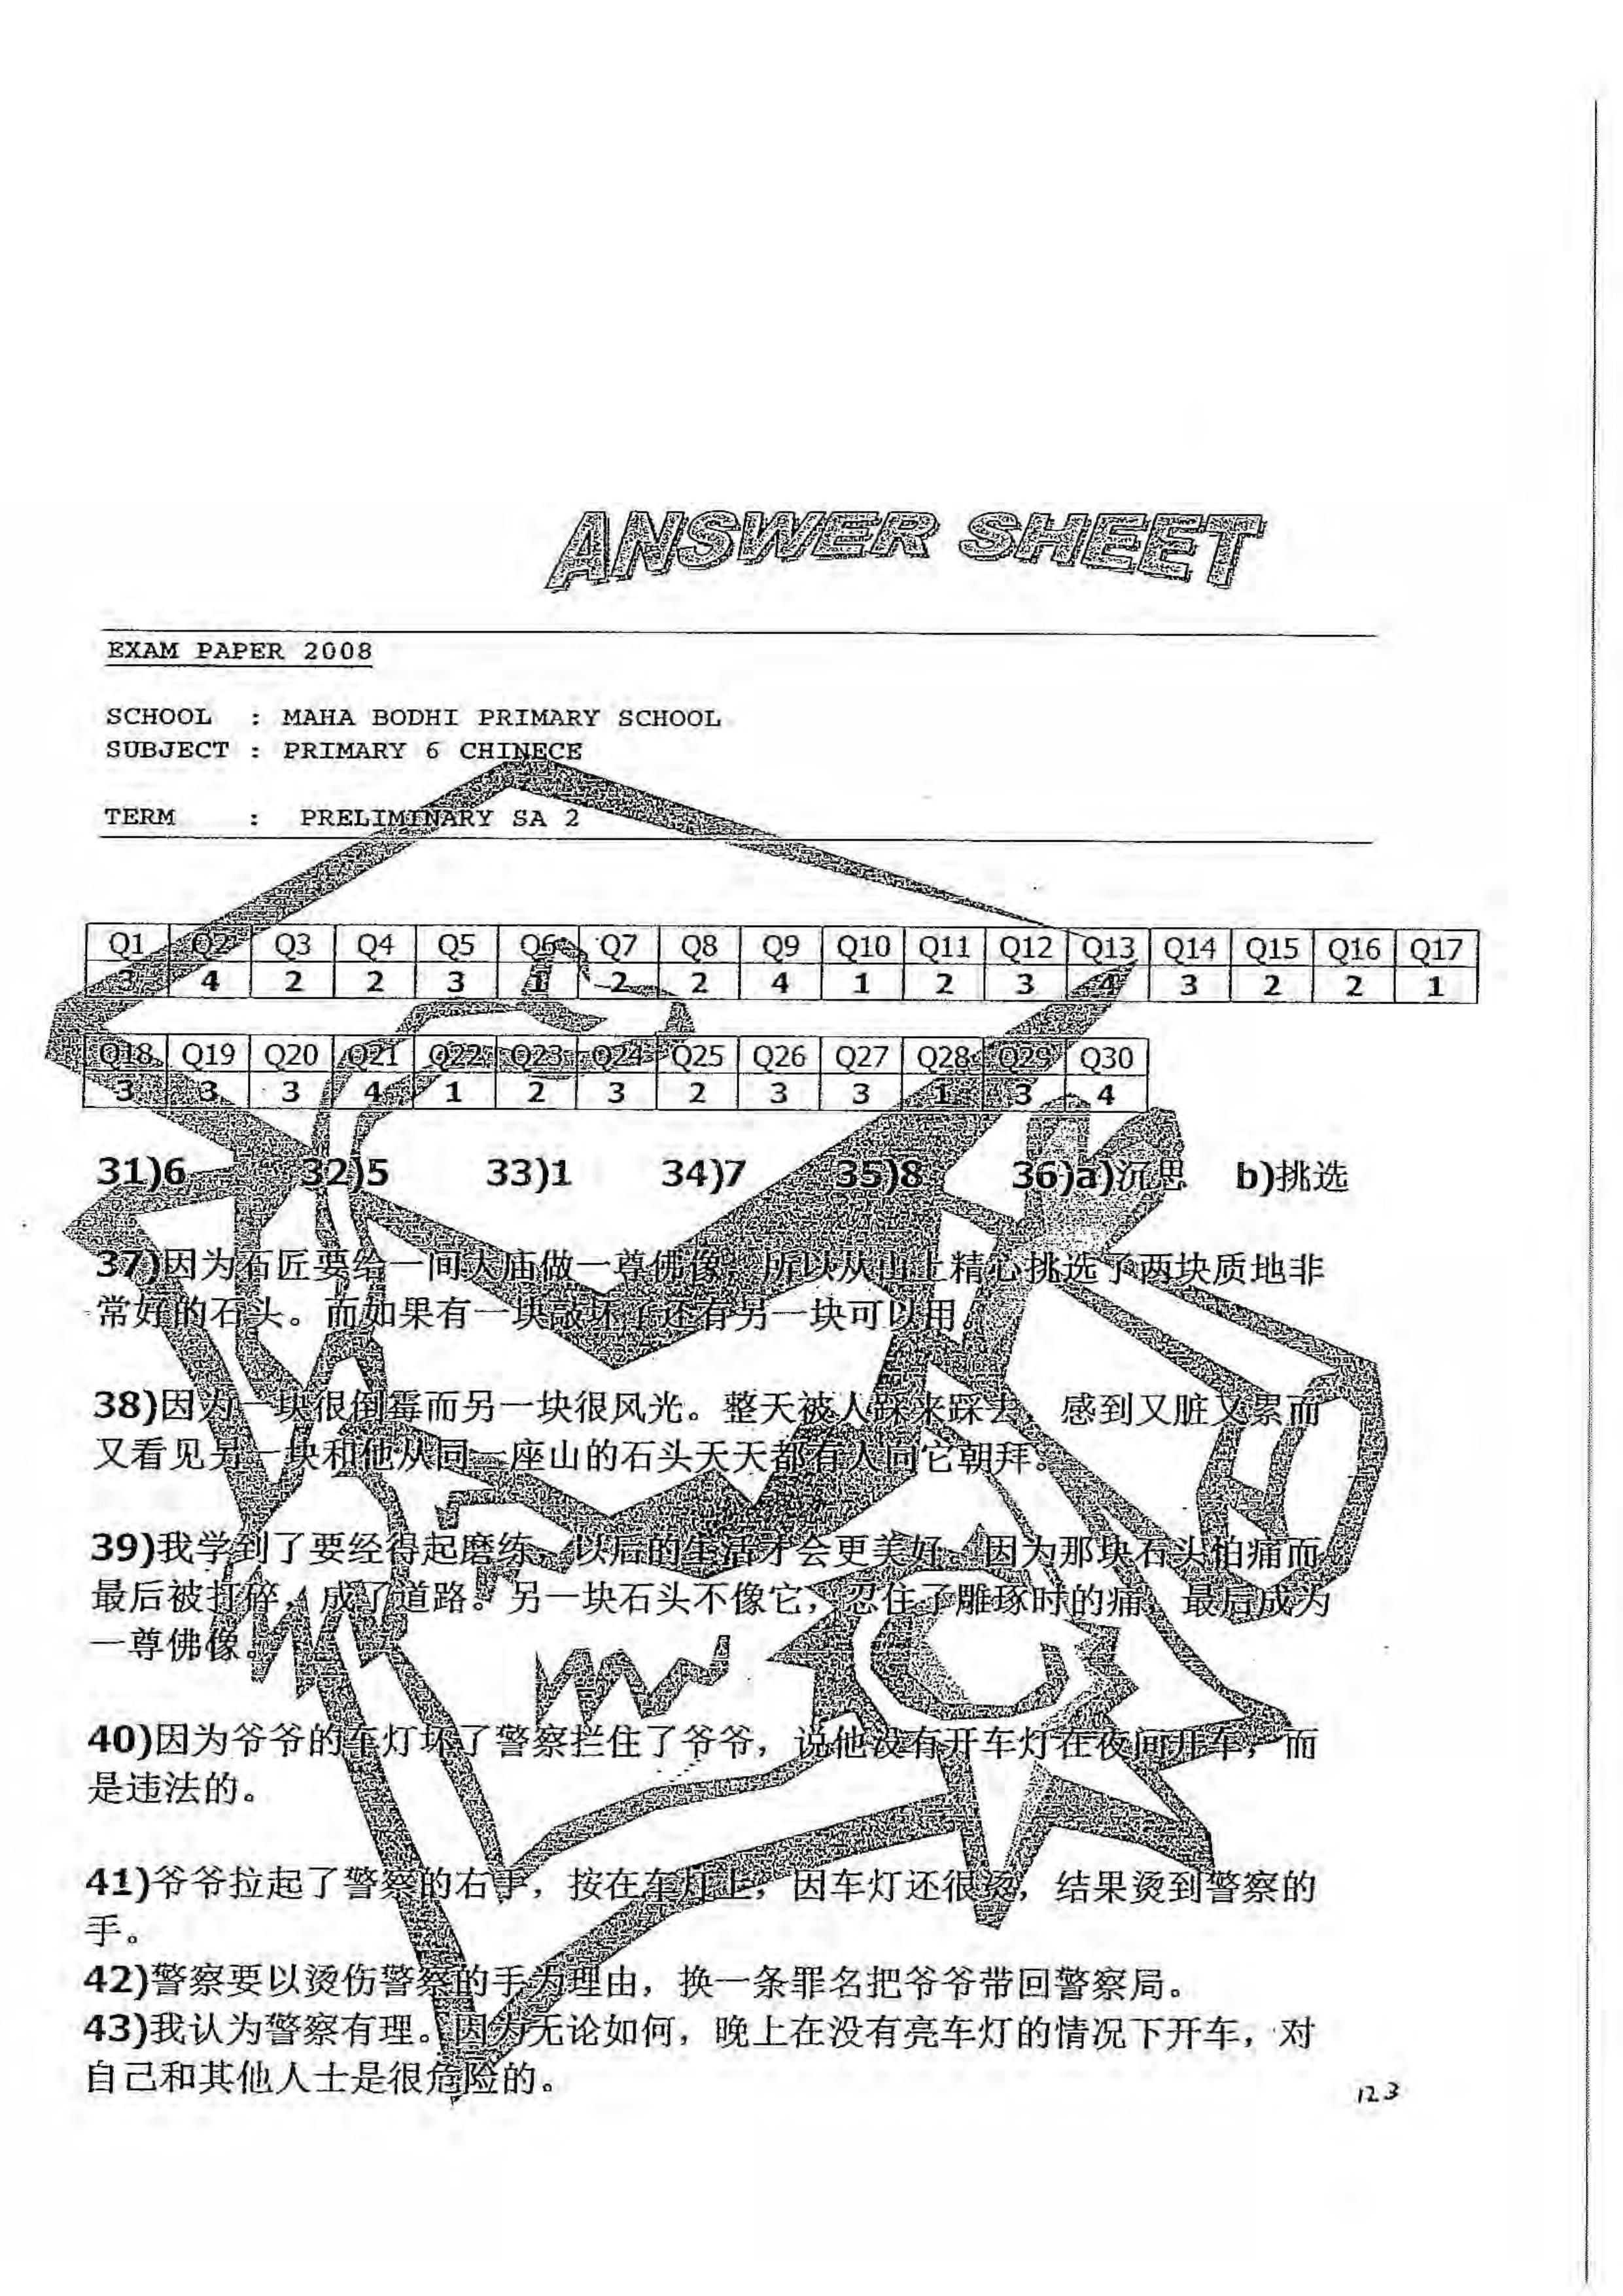 ANSWER SHEET
EXAM PAPER 2008
SCHOOL : MAHA BODHI PRIMARY SCHOOL
SUBJECT : PRIMARY 6 CHINECE
TERM : PRELIMINARY SA 2
Q1 Q2 Q3 Q4 Q5 Q6 Q7 Q8 Q9 Q10 Q11 Q12 Q13 Q14 Q15 Q16 Q17
3 4 2 2 3 1 2 2 4 1 2 3 4 3 2 2 1
Q18 Q19 Q20 Q21 Q22 Q23 Q24 Q25 Q26 Q27 Q28 Q29 Q30
3 3 3 4 1 2 3 2 3 3 1 3 4
31)6 32)5 33)1 34)7 35)8 36)a)沉思 b)挑选
37)因为石匠要给一间大庙做一尊佛像，所以从山上精心挑选了两块质地非
常好的石头。而如果有一块敲坏了还有另一块可以用。
38)因为一块很倒霉而另一块很风光。整天被人踩来踩去，感到又脏又累而
又看见另一块和他从同一座山的石头天天都有人向它朝拜。
39)我学到了要经得起磨练，以后的生活才会更美好。因为那块石头怕痛而
最后被打碎，成了道路。另一块石头不像它，忍住了雕琢时的痛，最后成为
一尊佛像。
40)因为爷爷的车灯坏了警察拦住了爷爷，说他没有开车灯在夜间开车，而
是违法的。
41)爷爷拉起了警察的右手，按在车灯上，因车灯还很烫，结果烫到警察的
手。
42)警察要以烫伤警察的手为理由，换一条罪名把爷爷带回警察局。
43)我认为警察有理。因为无论如何，晚上在没有亮车灯的情况下开车，对
自己和其他人士是很危险的。
123